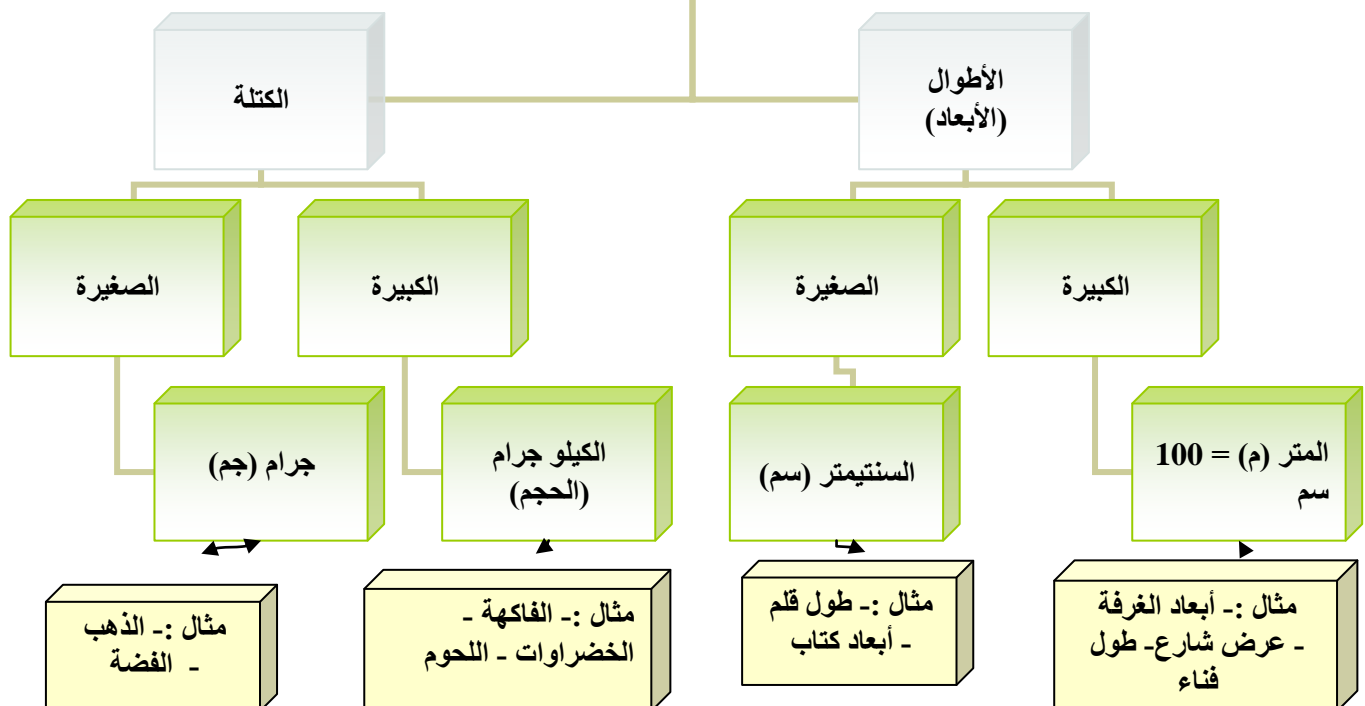 الأطوال
(الأبعاد)
الكتلة
الكبيرة
الصغيرة
الكبيرة
الصغيرة
المتر (م) = 100
سم
السنتيمتر (سم)
الكيلو جرام
(الحجم)
جرام (جم)
مثال :- أبعاد الغرفة
- عرض شارع- طول
فناء
مثال :- طول قلم
- أبعاد كتاب
مثال :- الفاكهة -
الخضراوات - اللحوم
مثال :- الذهب
- الفضة